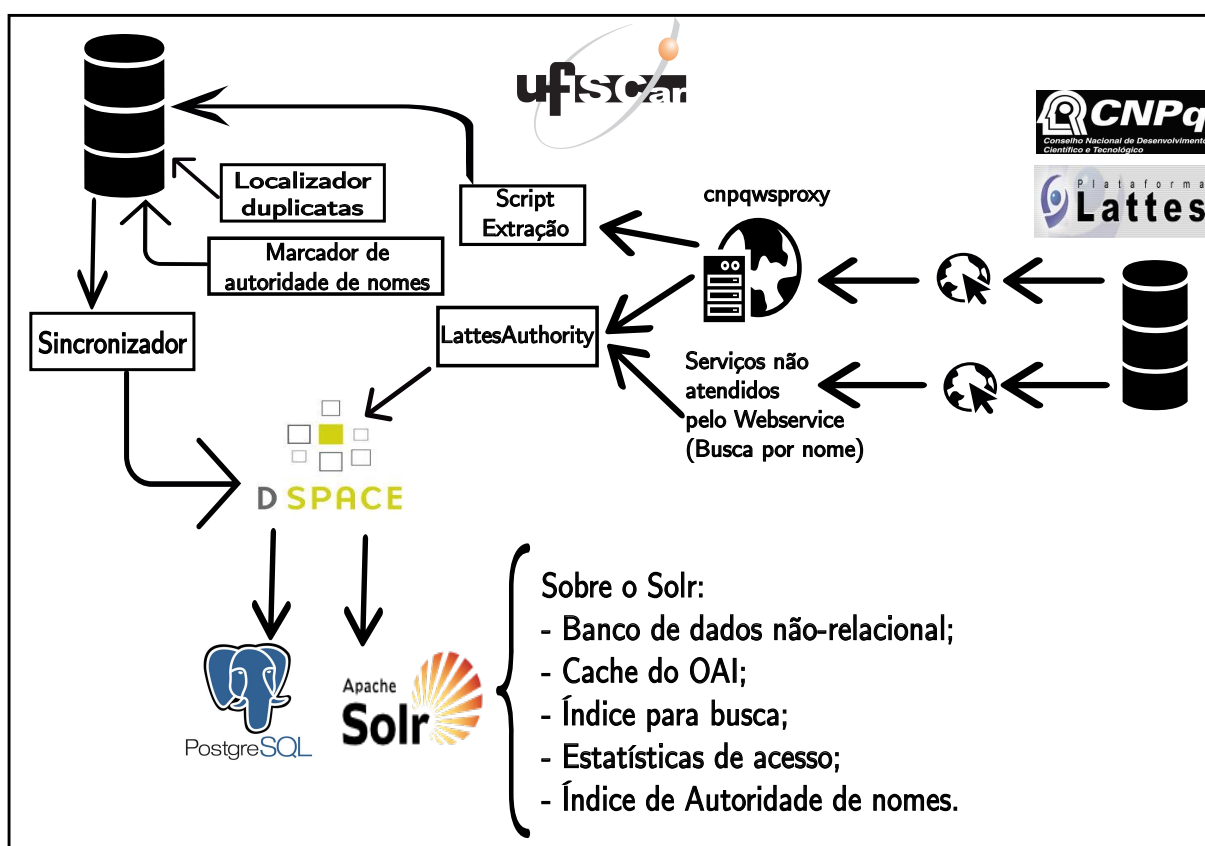 ufscar
CNPq
Conselho Nacional de Desenvolvimento
Científico e Tecnológico
Plataforma
Lattes
Localizador
duplicatas
Script
Extração
cnpqwsproxy
Marcador de
autoridade de nomes
Sincronizador
LattesAuthority
Serviços não
atendidos
pelo Webservice
(Busca por nome)
D SPACE
Sobre o Solr:
- Banco de dados não-relacional;
- Cache do OAI;
- Índice para busca;
- Estatísticas de acesso;
- Índice de Autoridade de nomes.
PostgreSQL
Apache
Solr